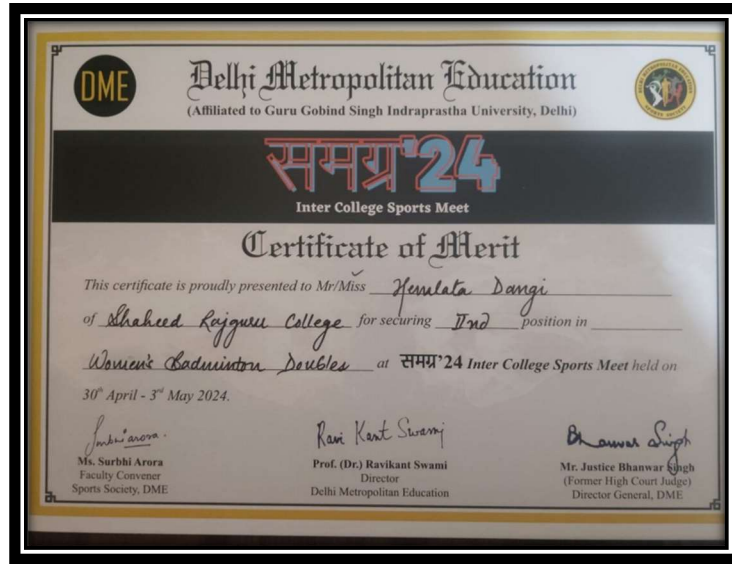 DME
Delhi Metropolitan Education
(Affiliated to Guru Gobind Singh Indraprastha University, Delhi)
समग्र'24
Inter College Sports Meet
Certificate of Merit
This certificate is proudly presented to Mr/Miss Hemlata Dangi
of Shaheed Rajguru College for securing IInd position in
Women's Badminton Doubles at समग्र'24 Inter College Sports Meet held on
30th April - 3rd May 2024.
Surbhi arora. Ravi Kant Swami Bhanwar Singh
Ms. Surbhi Arora Prof. (Dr.) Ravikant Swami Mr. Justice Bhanwar Singh
Faculty Convener Director (Former High Court Judge)
Sports Society, DME Delhi Metropolitan Education Director General, DME